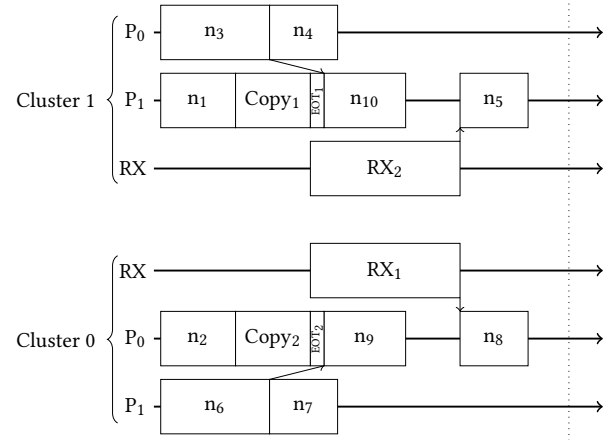 P₀ n₃ n₄
Cluster 1 P₁ n₁ Copy₁ EOT₁ n₁₀ n₅
RX RX₂
RX RX₁
Cluster 0 P₀ n₂ Copy₂ EOT₂ n₉ n₈
P₁ n₆ n₇